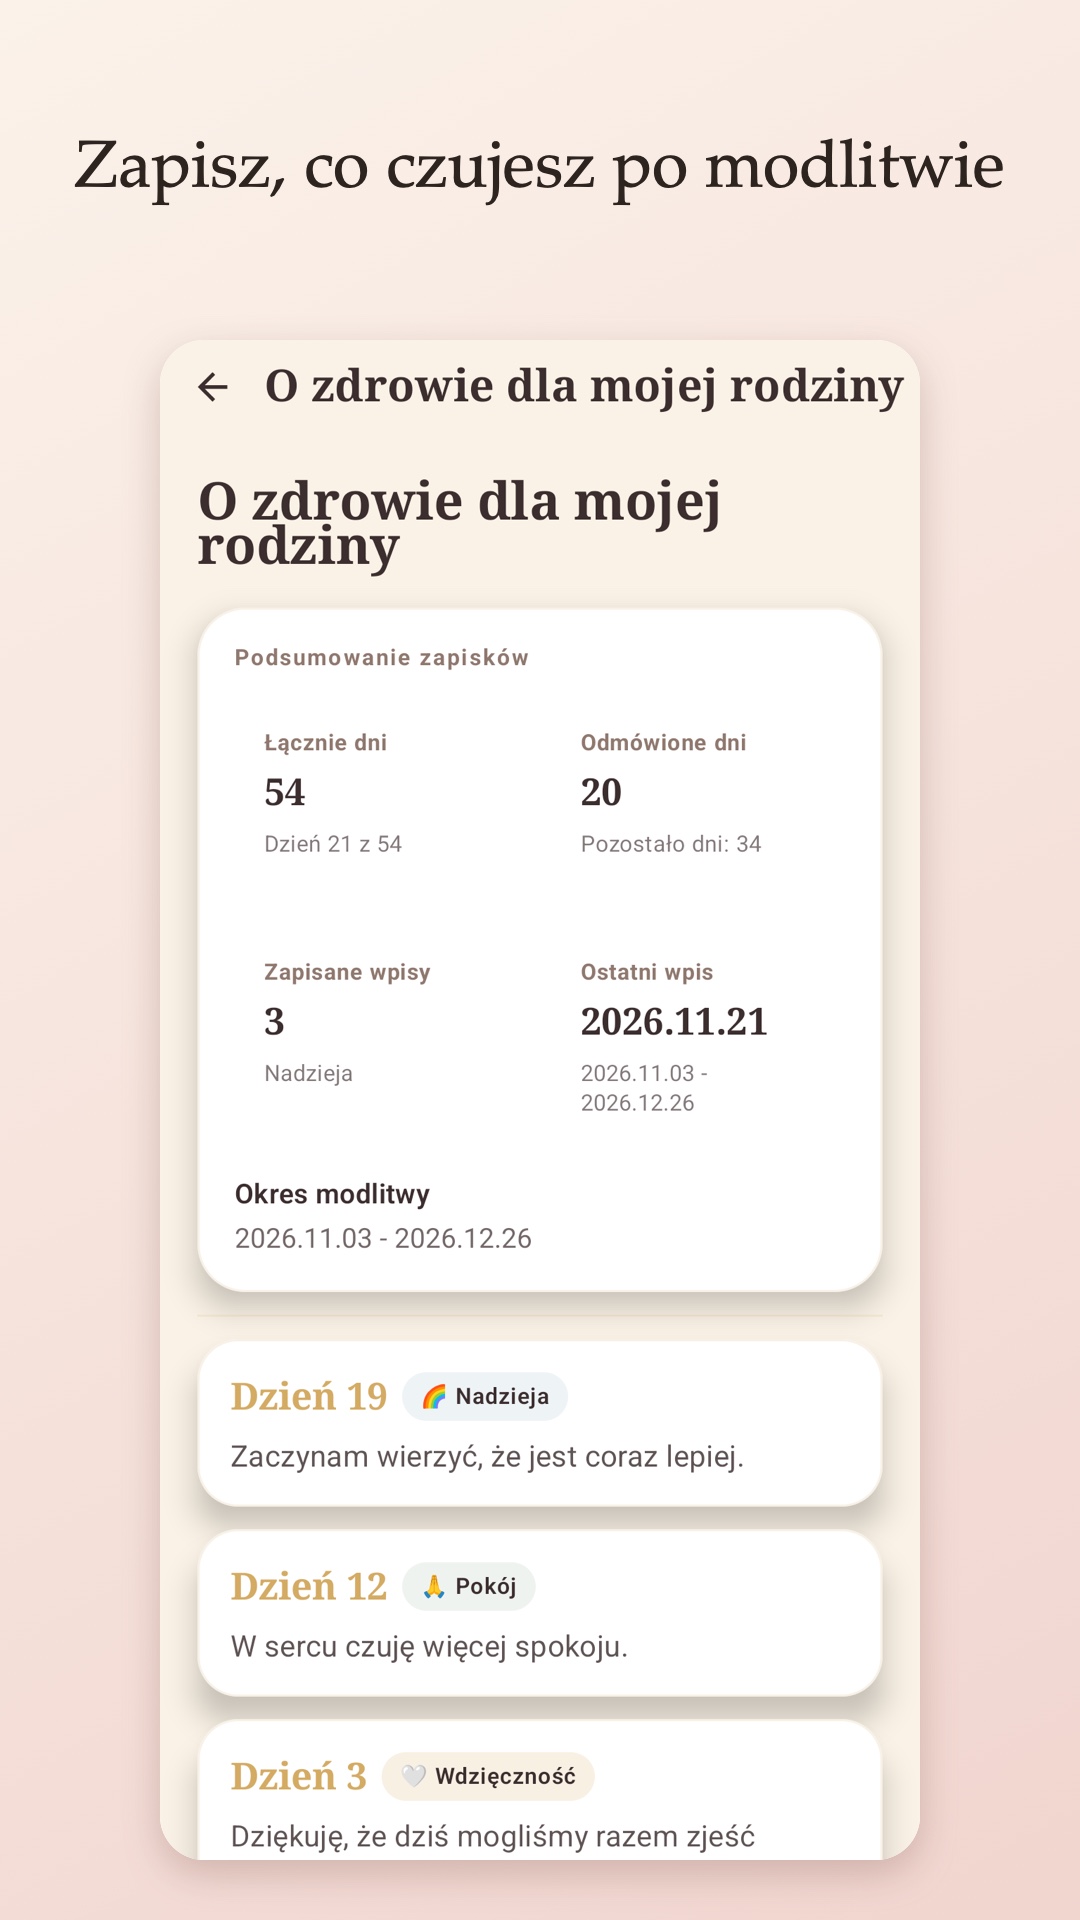 Zapisz, co czujesz po modlitwie
O zdrowie dla mojej rodziny
O zdrowie dla mojej
rodziny
Podsumowanie zapisków
Łącznie dni
54
Dzień 21 z 54
Odmówione dni
20
Pozostało dni: 34
Zapisane wpisy
3
Nadzieja
Ostatni wpis
2026.11.21
2026.11.03 -
2026.12.26
Okres modlitwy
2026.11.03 - 2026.12.26
Dzień 19 🌈 Nadzieja
Zaczynam wierzyć, że jest coraz lepiej.
Dzień 12 🙏 Pokój
W sercu czuję więcej spokoju.
Dzień 3 🤍 Wdzięczność
Dziękuję, że dziś mogliśmy razem zjeść